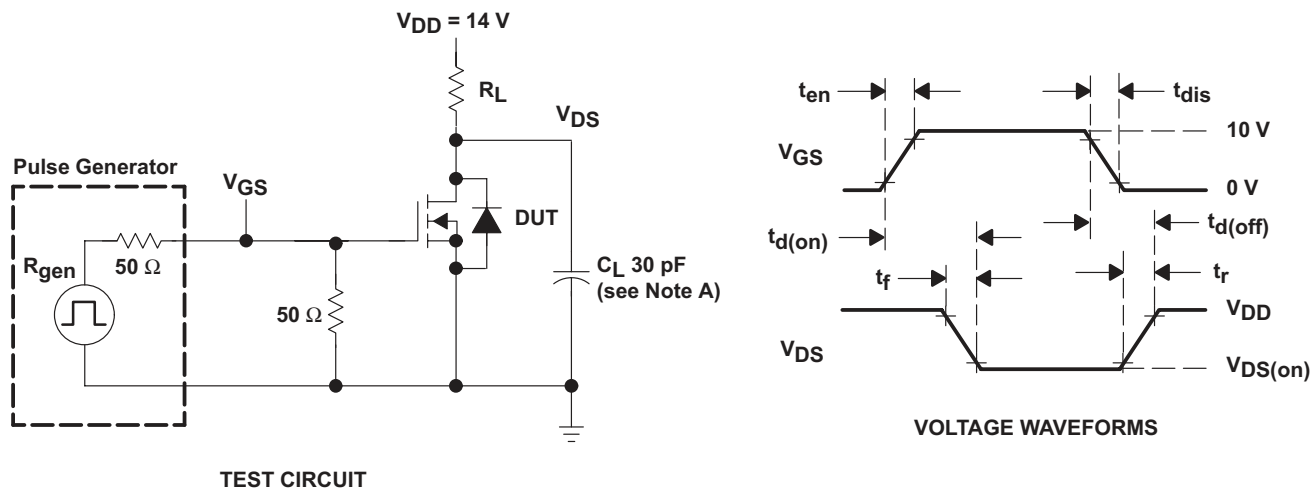 VDD = 14 V
RL
VDS
Pulse Generator
VGS
Rgen
50 Ω
50 Ω
DUT
CL 30 pF
(see Note A)
TEST CIRCUIT
ten
tdis
10 V
VGS
0 V
td(on)
td(off)
tf
tr
VDD
VDS
VDS(on)
VOLTAGE WAVEFORMS